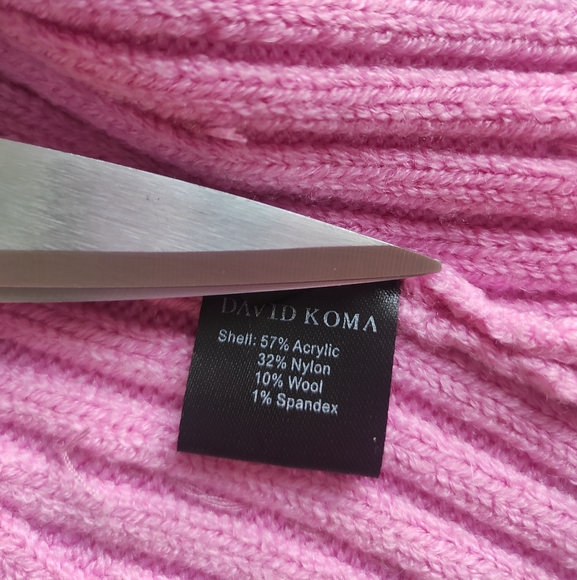 DAVID KOMA
Shell: 57% Acrylic
32% Nylon
10% Wool
1% Spandex